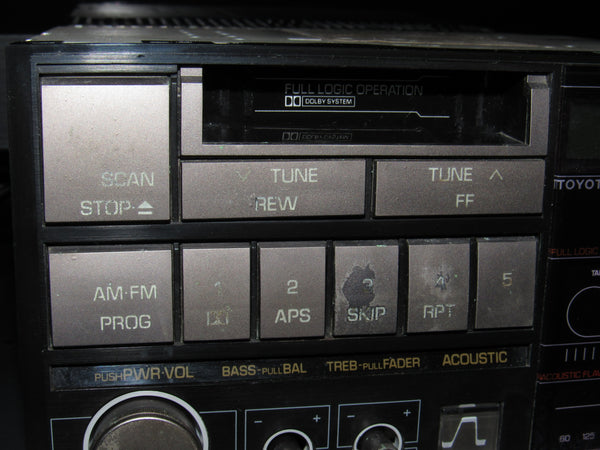 FULL LOGIC OPERATION
DOLBY SYSTEM
SCAN
STOP·⏏
TUNE
REW
TUNE
FF
TOYOT
FULL LOGIC
AM·FM
PROG
1
2
APS
3
SKIP
4
RPT
5
TA
PUSH PWR·VOL
BASS-PULL BAL
TREB-PULL FADER
ACOUSTIC
ACOUSTIC FLA
- +
- +
60 125